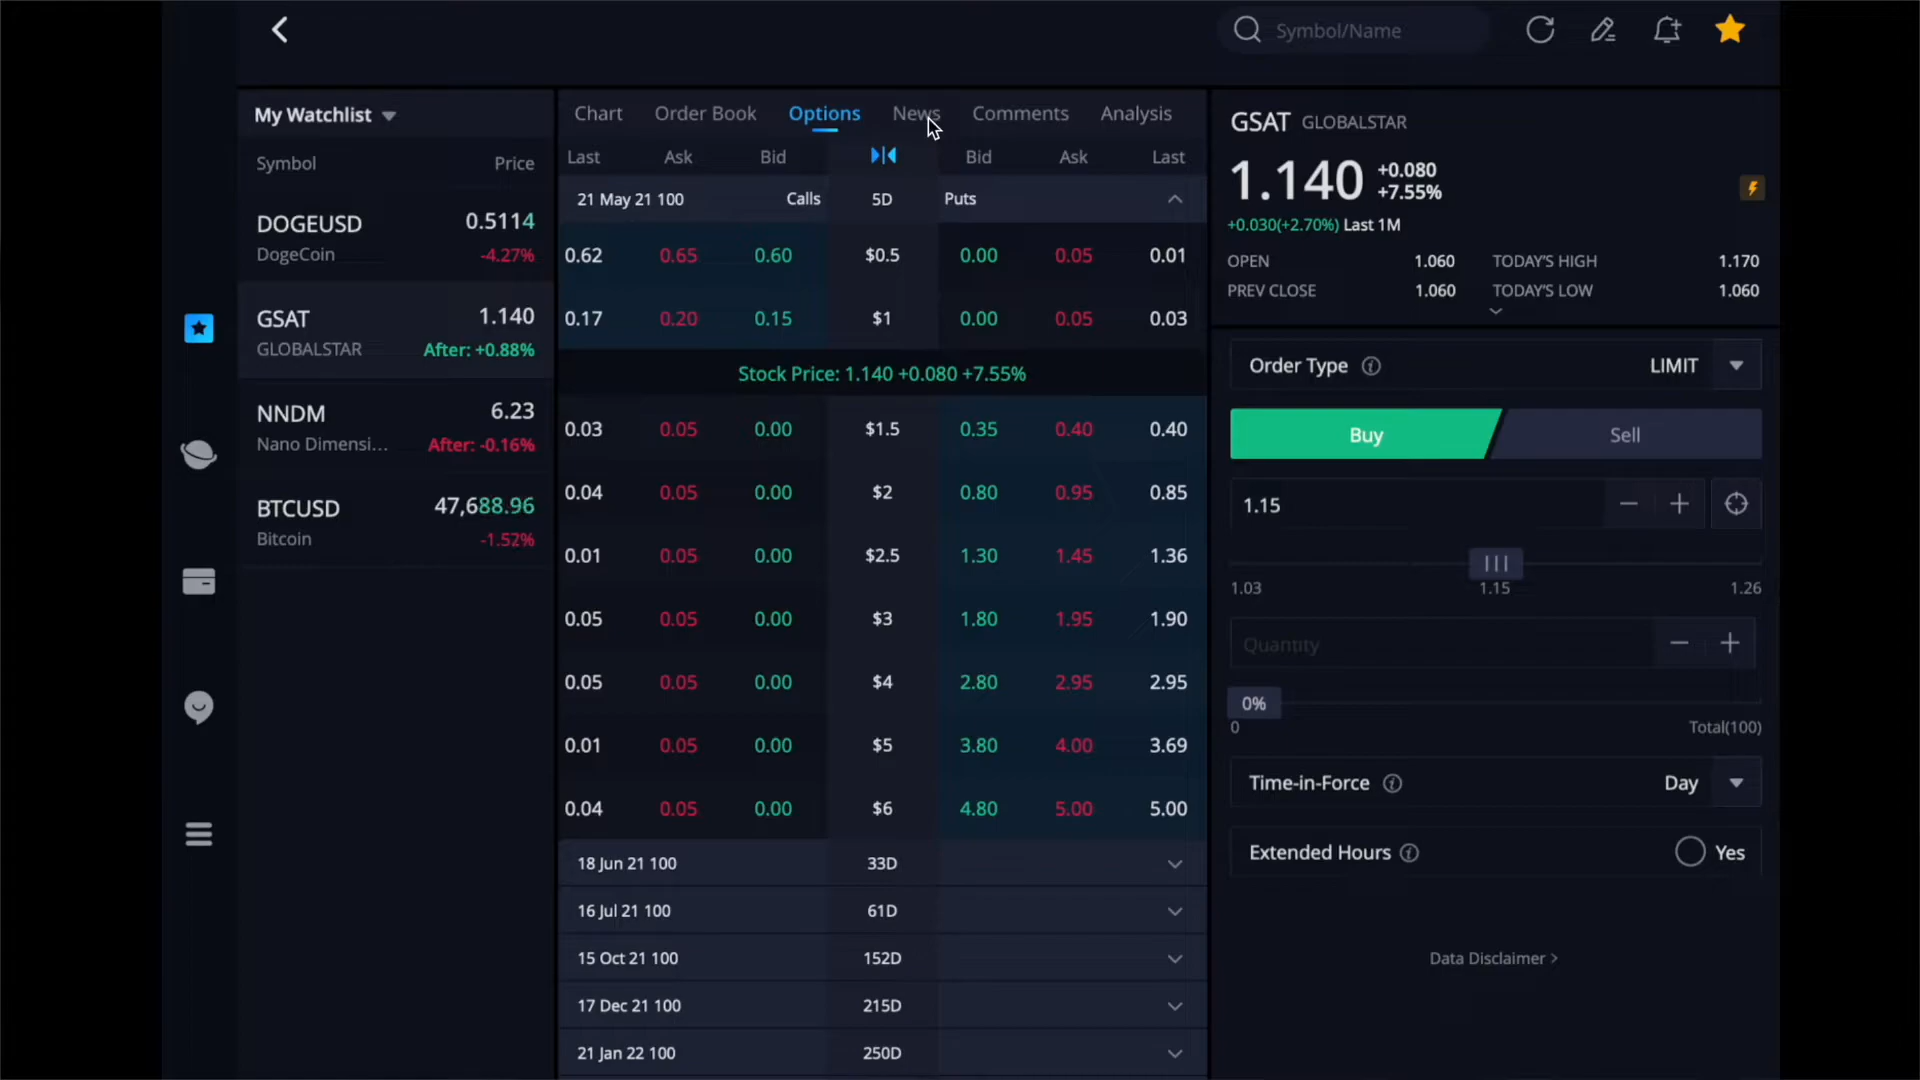 Symbol/Name
My Watchlist
Symbol Price
DOGEUSD 0.5114
DogeCoin -4.27%
GSAT 1.140
GLOBALSTAR After: +0.88%
NNDM 6.23
Nano Dimensi... After: -0.16%
BTCUSD 47,688.96
Bitcoin -1.52%
Chart Order Book Options News Comments Analysis
Last Ask Bid Bid Ask Last
21 May 21 100 Calls 5D Puts
0.62 0.65 0.60 $0.5 0.00 0.05 0.01
0.17 0.20 0.15 $1 0.00 0.05 0.03
Stock Price: 1.140 +0.080 +7.55%
0.03 0.05 0.00 $1.5 0.35 0.40 0.40
0.04 0.05 0.00 $2 0.80 0.95 0.85
0.01 0.05 0.00 $2.5 1.30 1.45 1.36
0.05 0.05 0.00 $3 1.80 1.95 1.90
0.05 0.05 0.00 $4 2.80 2.95 2.95
0.01 0.05 0.00 $5 3.80 4.00 3.69
0.04 0.05 0.00 $6 4.80 5.00 5.00
18 Jun 21 100 33D
16 Jul 21 100 61D
15 Oct 21 100 152D
17 Dec 21 100 215D
21 Jan 22 100 250D
GSAT GLOBALSTAR
1.140 +0.080
+7.55%
+0.030(+2.70%) Last 1M
OPEN 1.060 TODAY'S HIGH 1.170
PREV CLOSE 1.060 TODAY'S LOW 1.060
Order Type LIMIT
Buy Sell
1.15
1.03 1.15 1.26
Quantity
0%
0 Total(100)
Time-in-Force Day
Extended Hours Yes
Data Disclaimer >